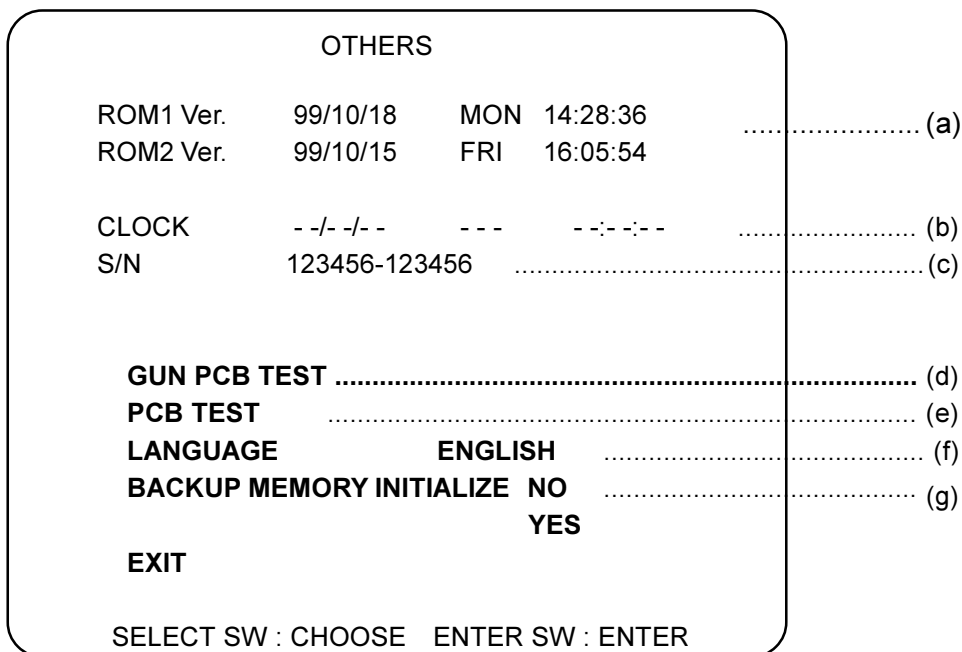 OTHERS
ROM1 Ver. 99/10/18 MON 14:28:36
........................ (a)
ROM2 Ver. 99/10/15 FRI 16:05:54
CLOCK - -/- -/- - - - - - -:- -:- - ........................ (b)
S/N 123456-123456 ........................................................ (c)
GUN PCB TEST ............................................................................... (d)
PCB TEST ................................................................................ (e)
LANGUAGE ENGLISH ........................................... (f)
BACKUP MEMORY INITIALIZE NO .......................................... (g)
YES
EXIT
SELECT SW : CHOOSE ENTER SW : ENTER